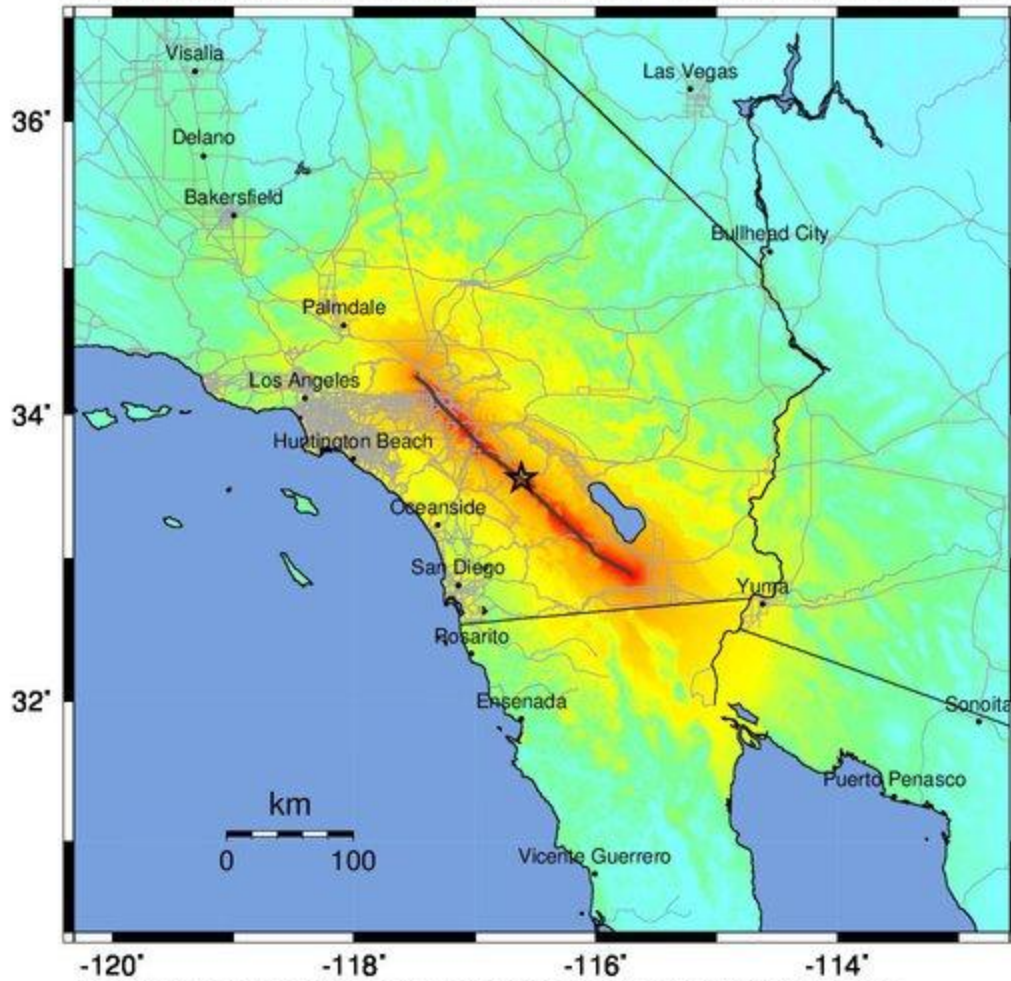 Visalia
Las Vegas
36°
Delano
Bakersfield
Bullhead City
Palmdale
Los Angeles
34°
Huntington Beach
Oceanside
San Diego
Yuma
Rosarito
32°
Ensenada
Sonoita
Puerto Penasco
km
0 100
Vicente Guerrero
-120° -118° -116° -114°